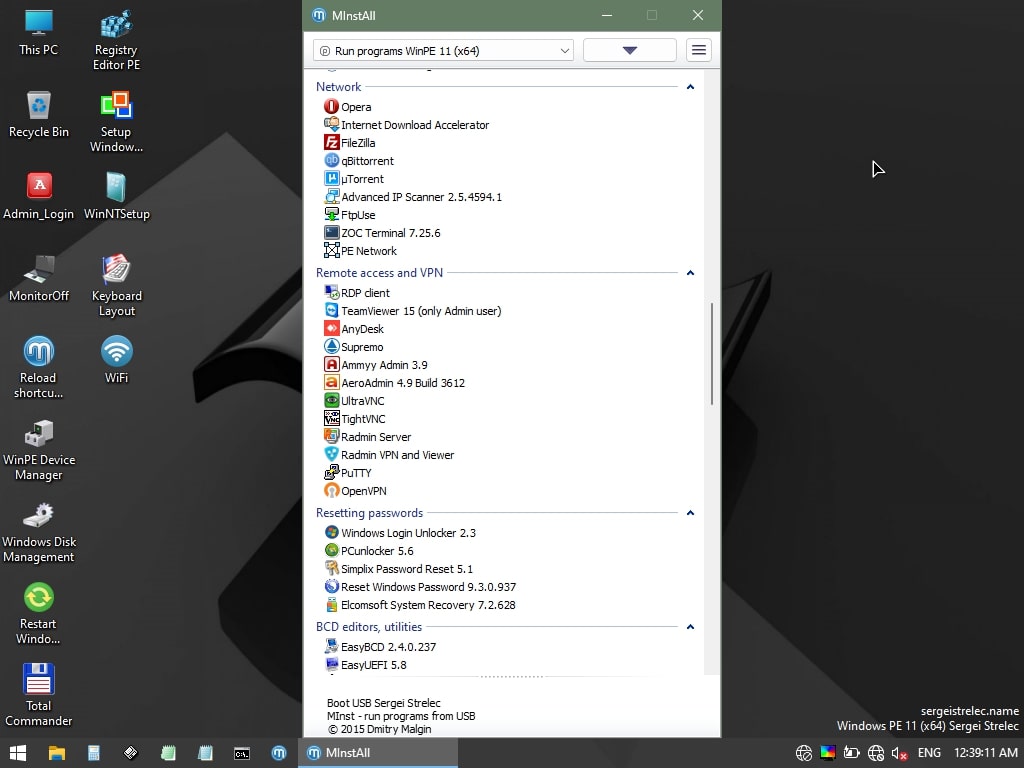 This PC
Registry
Editor PE
Recycle Bin
Setup
Window...
Admin_Login
WinNTSetup
MonitorOff
Keyboard
Layout
Reload
shortcu...
WiFi
WinPE Device
Manager
Windows Disk
Management
Restart
Windo...
Total
Commander
MInstAll
Run programs WinPE 11 (x64)
Network
Opera
Internet Download Accelerator
FileZilla
qBittorrent
µTorrent
Advanced IP Scanner 2.5.4594.1
FtpUse
ZOC Terminal 7.25.6
PE Network
Remote access and VPN
RDP client
TeamViewer 15 (only Admin user)
AnyDesk
Supremo
Ammyy Admin 3.9
AeroAdmin 4.9 Build 3612
UltraVNC
TightVNC
Radmin Server
Radmin VPN and Viewer
PuTTY
OpenVPN
Resetting passwords
Windows Login Unlocker 2.3
PCunlocker 5.6
Simplix Password Reset 5.1
Reset Windows Password 9.3.0.937
Elcomsoft System Recovery 7.2.628
BCD editors, utilities
EasyBCD 2.4.0.237
EasyUEFI 5.8
Boot USB Sergei Strelec
MInst - run programs from USB
© 2015 Dmitry Malgin
sergeistrelec.name
Windows PE 11 (x64) Sergei Strelec
MInstAll
ENG
12:39:11 AM